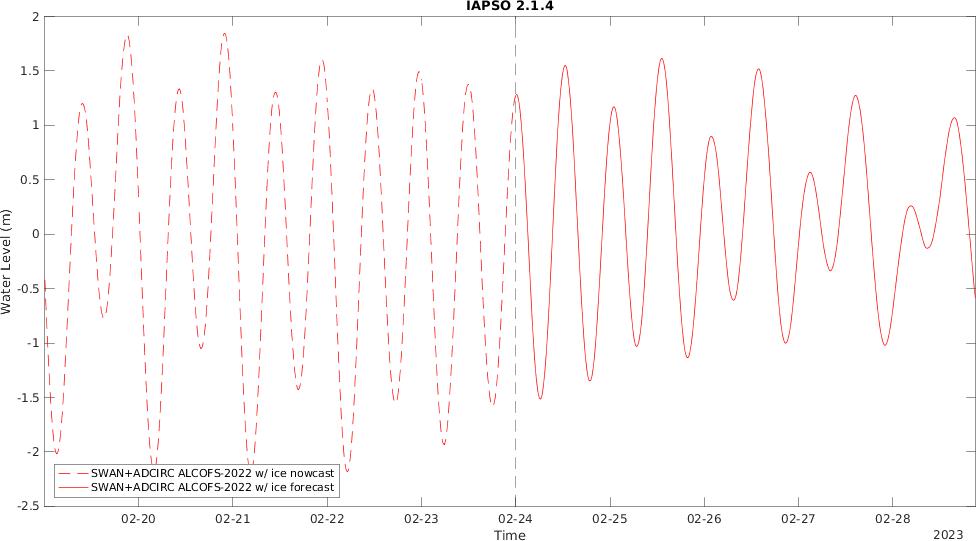 IAPSO 2.1.4
2
1.5
1
0.5
0
-0.5
-1
-1.5
-2
-2.5
Water Level (m)
SWAN+ADCIRC ALCOFS-2022 w/ ice nowcast
SWAN+ADCIRC ALCOFS-2022 w/ ice forecast
02-20 02-21 02-22 02-23 02-24 02-25 02-26 02-27 02-28
Time
2023